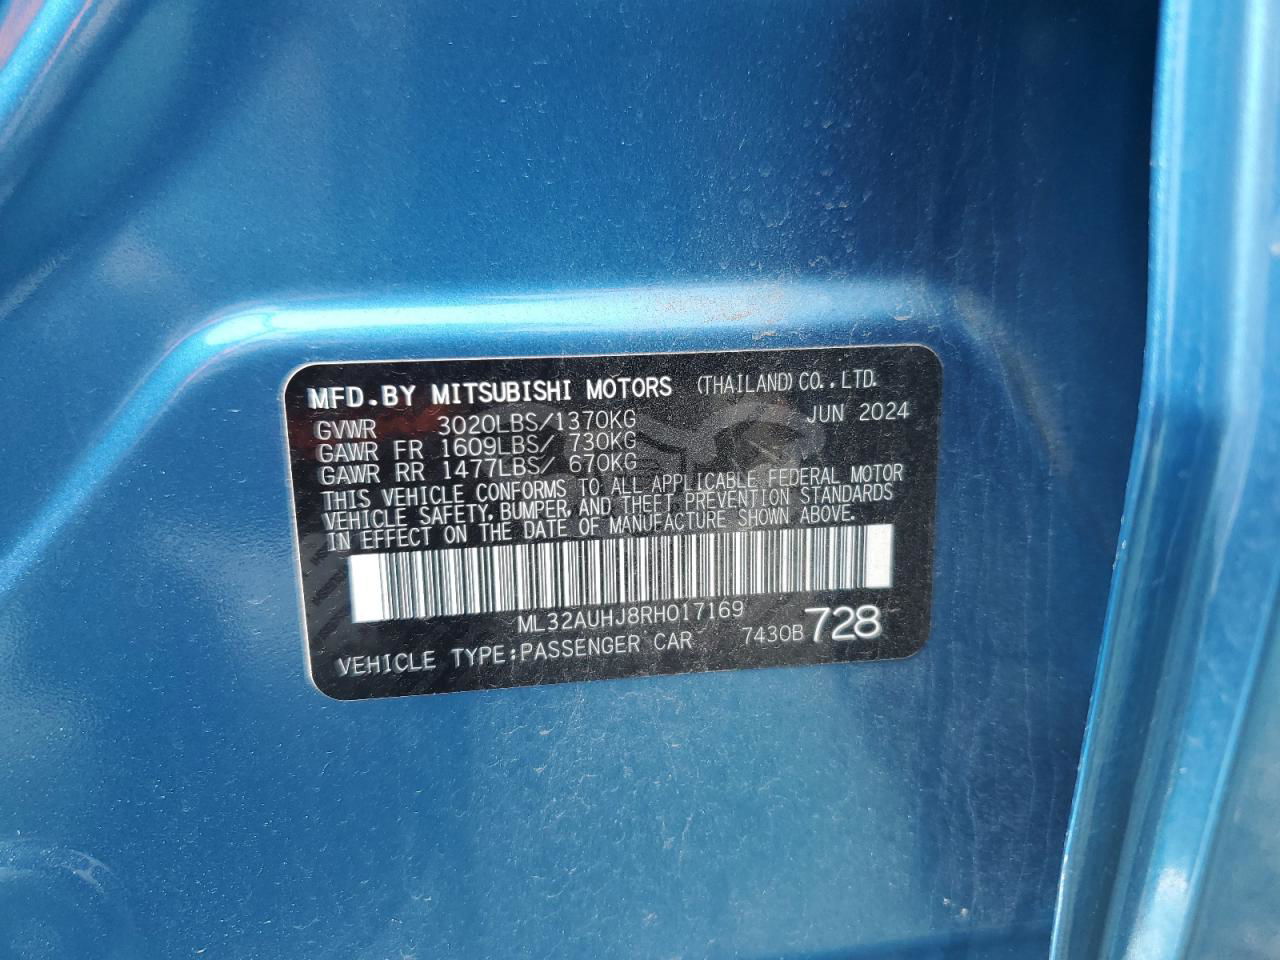 MFD.BY MITSUBISHI MOTORS (THAILAND) CO.,LTD.
GVWR 3020LBS/1370KG JUN 2024
GAWR FR 1609LBS/ 730KG
GAWR RR 1477LBS/ 670KG
THIS VEHICLE CONFORMS TO ALL APPLICABLE FEDERAL MOTOR
VEHICLE SAFETY, BUMPER, AND THEFT PREVENTION STANDARDS
IN EFFECT ON THE DATE OF MANUFACTURE SHOWN ABOVE.
ML32AUHJ8RH017169
VEHICLE TYPE:PASSENGER CAR 7430B 728